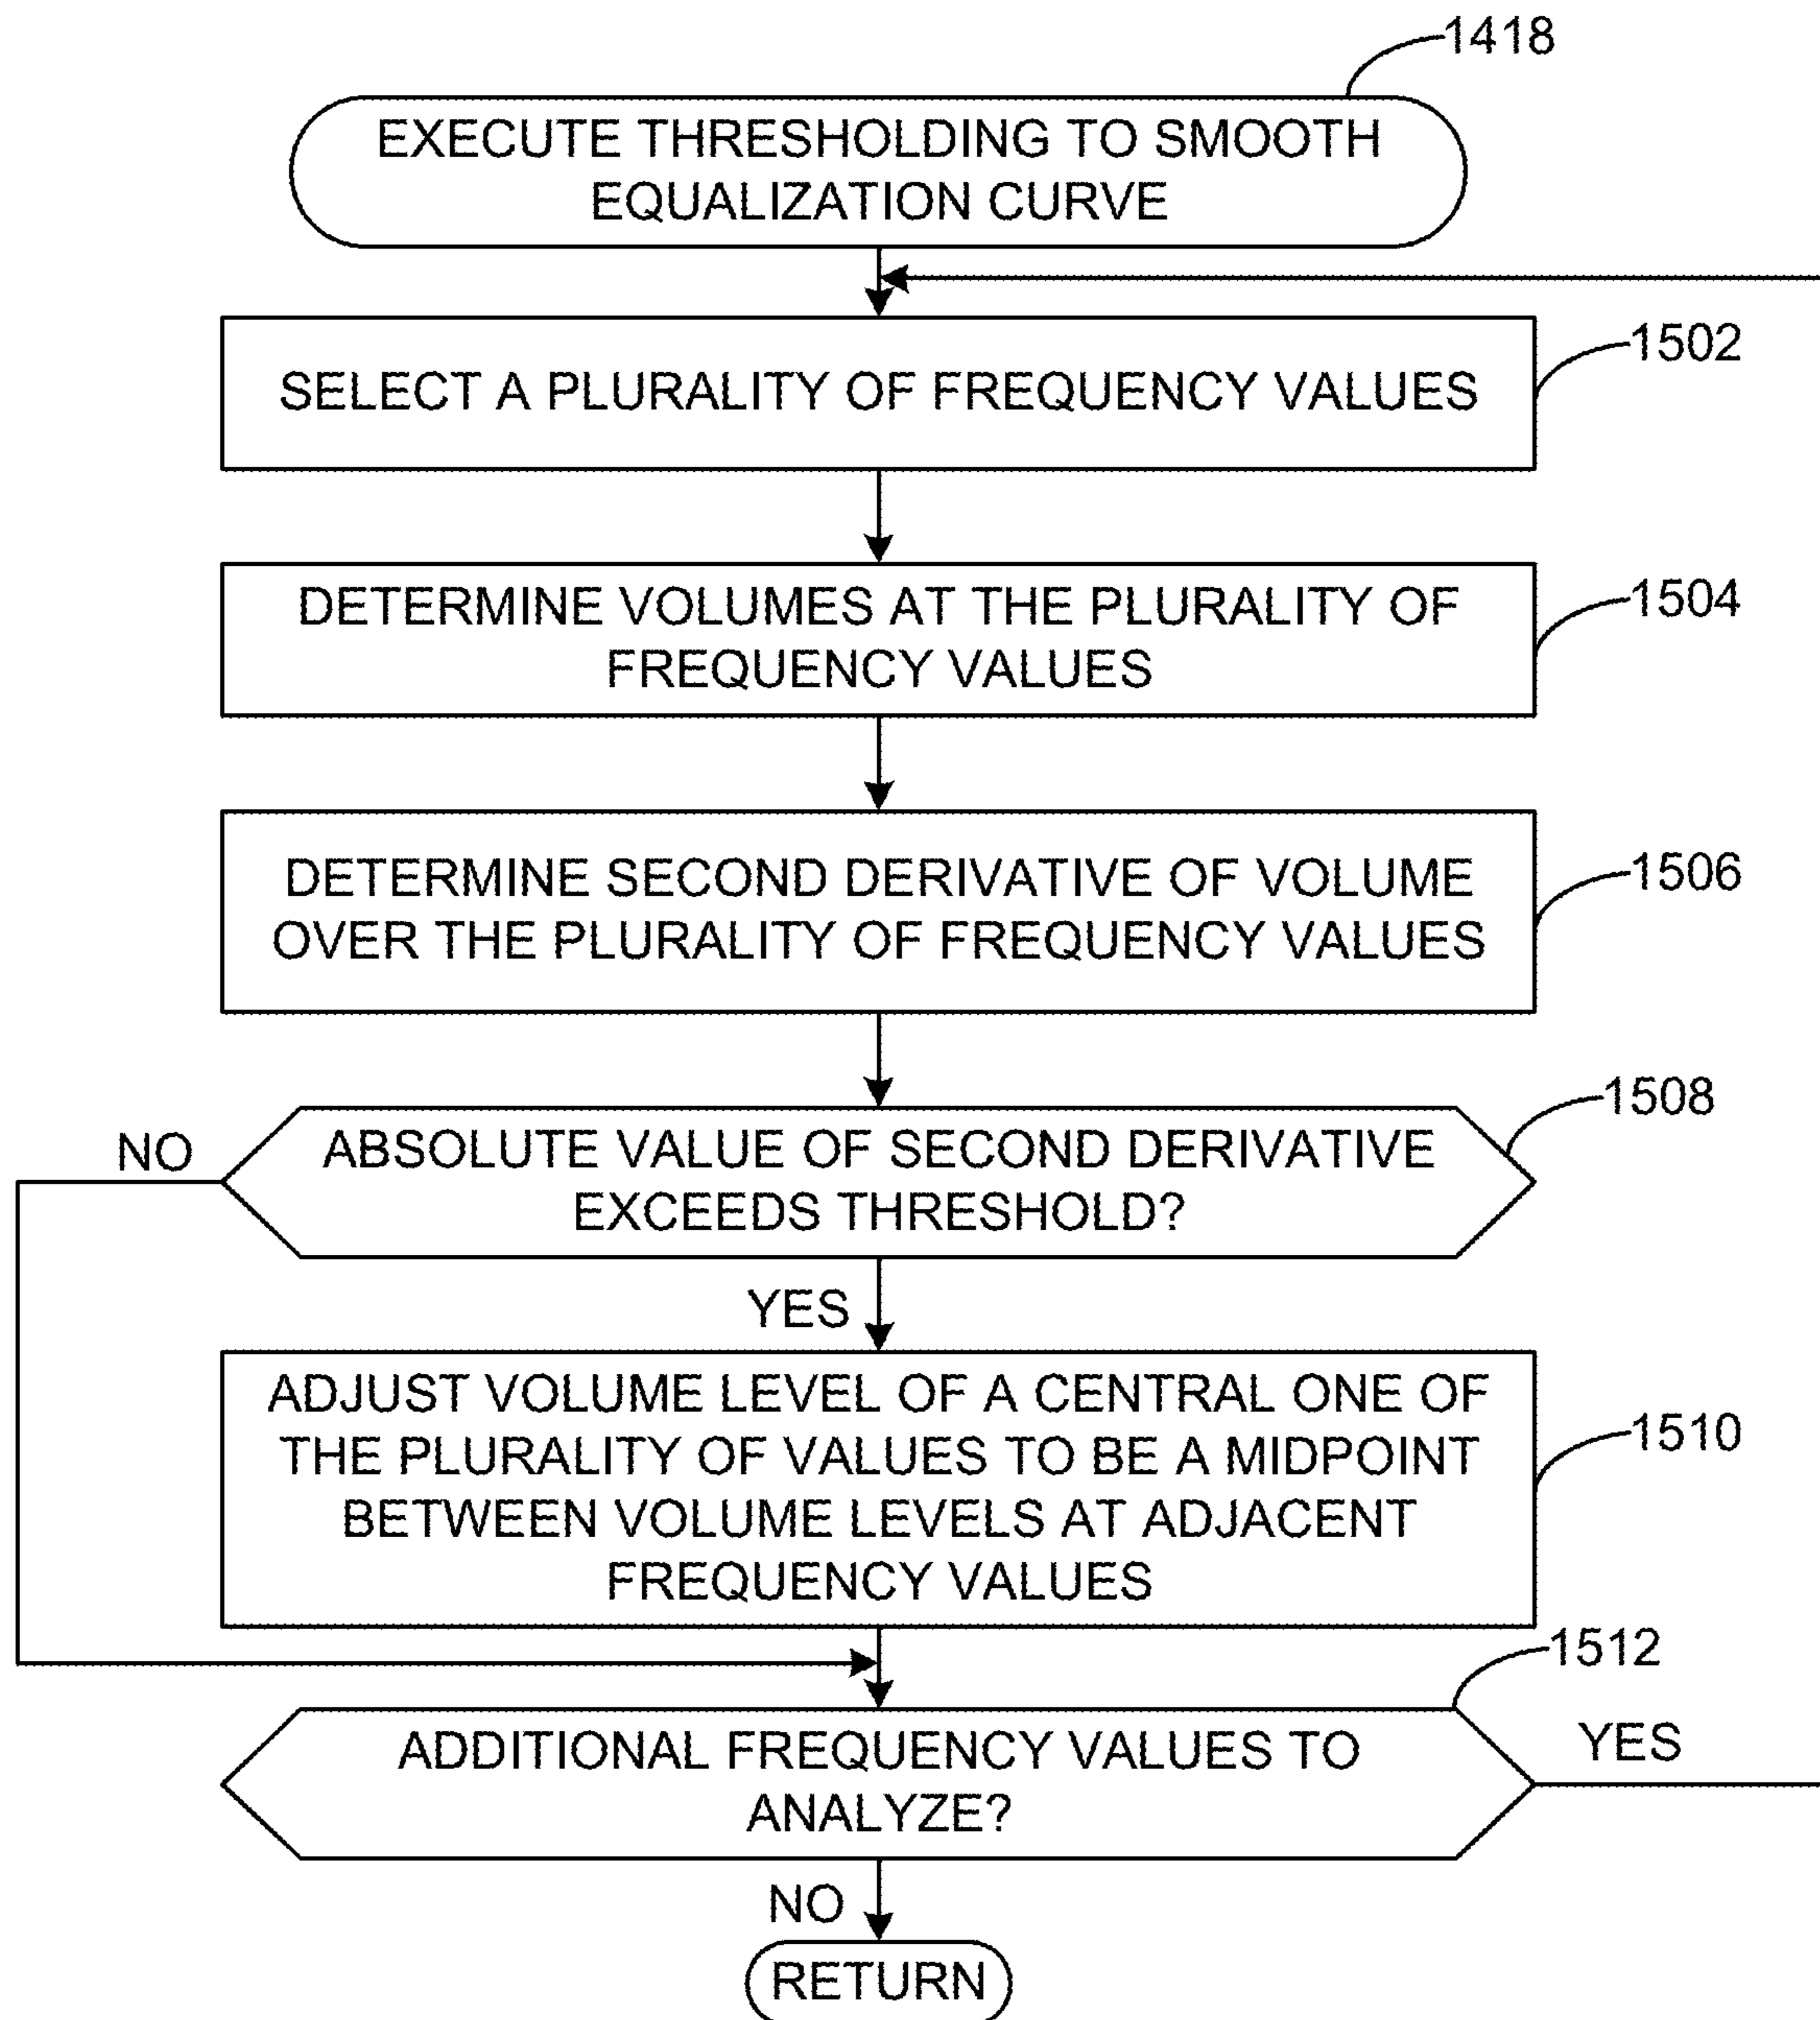 1418
EXECUTE THRESHOLDING TO SMOOTH
EQUALIZATION CURVE
1502
SELECT A PLURALITY OF FREQUENCY VALUES
1504
DETERMINE VOLUMES AT THE PLURALITY OF
FREQUENCY VALUES
1506
DETERMINE SECOND DERIVATIVE OF VOLUME
OVER THE PLURALITY OF FREQUENCY VALUES
1508
NO
ABSOLUTE VALUE OF SECOND DERIVATIVE
EXCEEDS THRESHOLD?
YES
ADJUST VOLUME LEVEL OF A CENTRAL ONE OF
THE PLURALITY OF VALUES TO BE A MIDPOINT
BETWEEN VOLUME LEVELS AT ADJACENT
FREQUENCY VALUES
1510
1512
ADDITIONAL FREQUENCY VALUES TO
ANALYZE?
YES
NO
RETURN